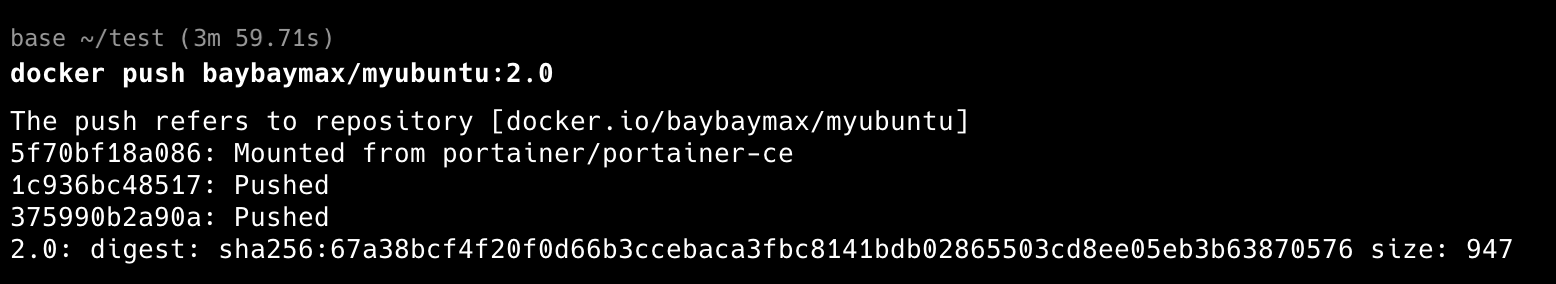 base ~/test (3m 59.71s)
docker push baybaymax/myubuntu:2.0
The push refers to repository [docker.io/baybaymax/myubuntu]
5f70bf18a086: Mounted from portainer/portainer-ce
1c936bc48517: Pushed
375990b2a90a: Pushed
2.0: digest: sha256:67a38bcf4f20f0d66b3ccebaca3fbc8141bdb02865503cd8ee05eb3b63870576 size: 947